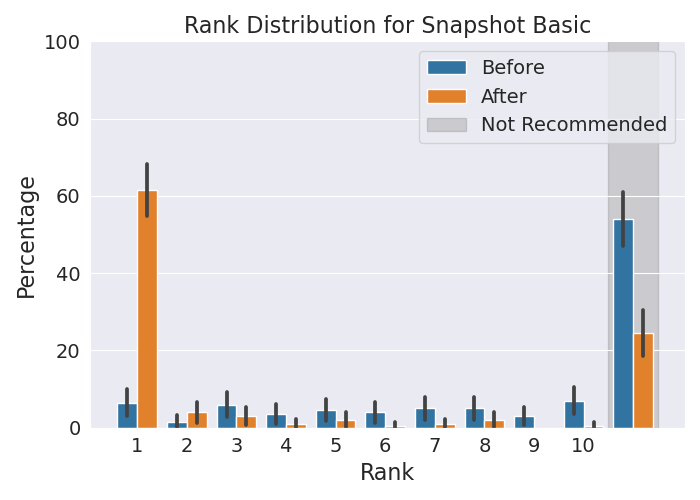 Rank Distribution for Snapshot Basic
100
80
60
40
20
0
Percentage
Before
After
Not Recommended
1 2 3 4 5 6 7 8 9 10
Rank